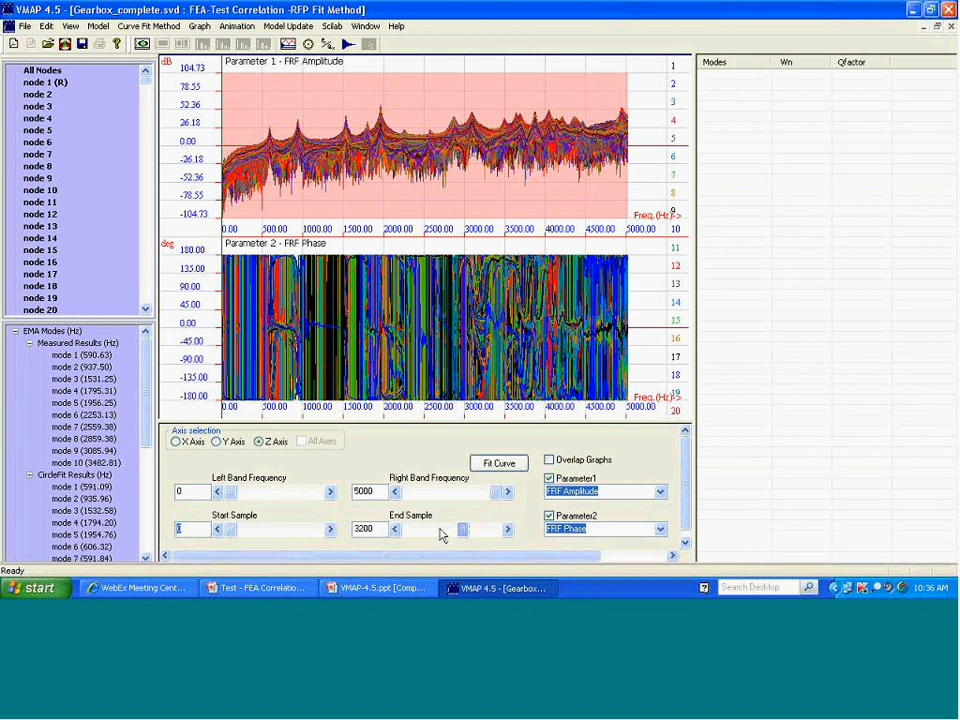 VMAP 4.5 - [Gearbox_complete.svd : FEA-Test Correlation -RFP Fit Method]
File Edit View Modal Curve Fit Method Graph Animation Model Update Scilab Window Help
All Nodes
node 1 (R)
node 2
node 3
node 4
node 5
node 6
node 7
node 8
node 9
node 10
node 11
node 12
node 13
node 14
node 15
node 16
node 17
node 18
node 19
node 20
EMA Modes (Hz)
Measured Results (Hz)
mode 1 (590.63)
mode 2 (937.50)
mode 3 (1531.25)
mode 4 (1795.31)
mode 5 (1956.25)
mode 6 (2253.13)
mode 7 (2559.38)
mode 8 (2859.38)
mode 9 (3085.94)
mode 10 (3482.81)
CircleFit Results (Hz)
mode 1 (591.09)
mode 2 (935.96)
mode 3 (1532.58)
mode 4 (1794.20)
mode 5 (1954.76)
mode 6 (606.32)
mode 7 (591.84)
dB
Parameter 1 - FRF Amplitude
104.73
78.55
52.36
26.18
0.00
-26.18
-52.36
-78.55
-104.73
Freq.(Hz)->
0.00 500.00 1000.00 1500.00 2000.00 2500.00 3000.00 3500.00 4000.00 4500.00 5000.00
deg
Parameter 2 - FRF Phase
180.00
135.00
90.00
45.00
0.00
-45.00
-90.00
-135.00
-180.00
Freq.(Hz)->
0.00 500.00 1000.00 1500.00 2000.00 2500.00 3000.00 3500.00 4000.00 4500.00 5000.00
1
2
3
4
5
6
7
8
9
10
11
12
13
14
15
16
17
18
19
20
Modes Wn Qfactor
Axis selection
X Axis Y Axis Z Axis All Axes
Fit Curve
Overlap Graphs
Left Band Frequency Right Band Frequency
Parameter1
0 5000 FRF Amplitude
Start Sample End Sample
Parameter2
0 3200 FRF Phase
Ready
start WebEx Meeting Cent... Test - FEA Correlatio... VMAP-4.5.ppt [Comp... VMAP 4.5 - [Gearbox... Search Desktop 10:36 AM